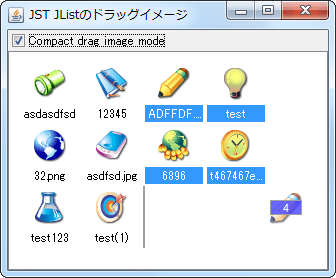 JST JListのドラッグイメージ
Compact drag image mode
asdasdfsd 12345 ADFFDF... test
32.png asdfsd.jpg 6896 t467467e...
4
test123 test(1)